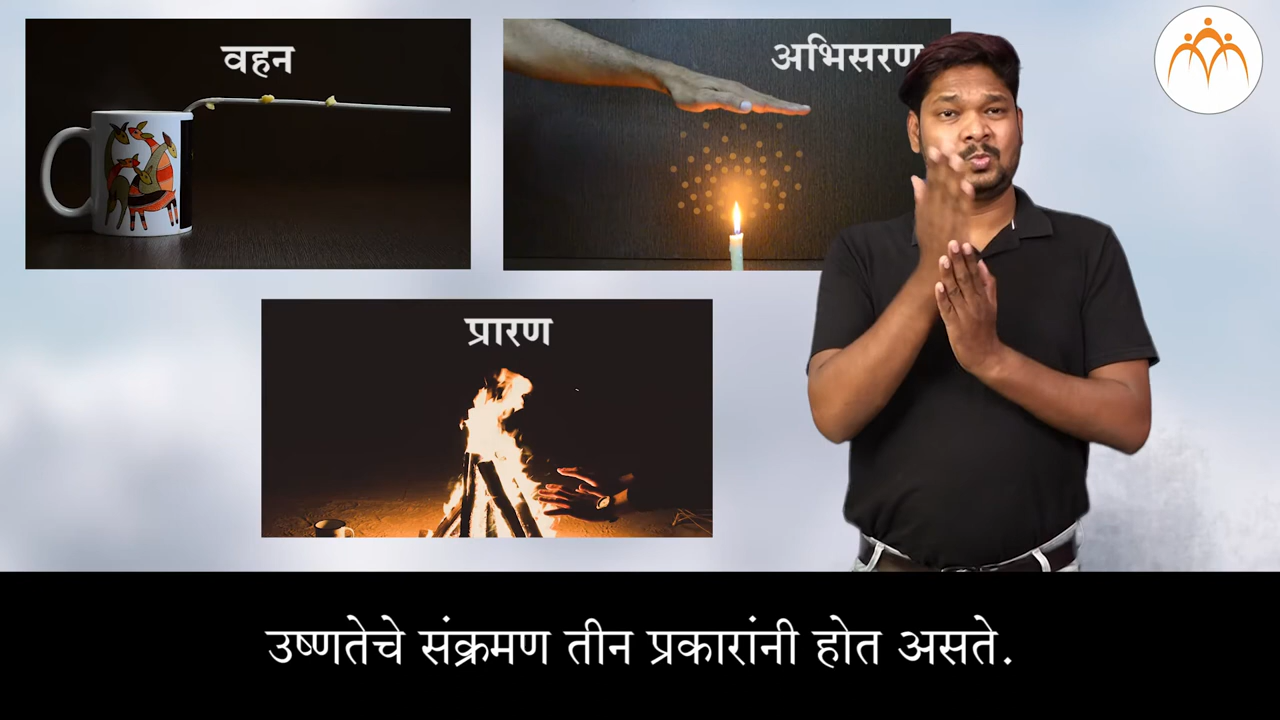 वहन
अभिसरण
प्रारण
उष्णतेचे संक्रमण तीन प्रकारांनी होत असते.